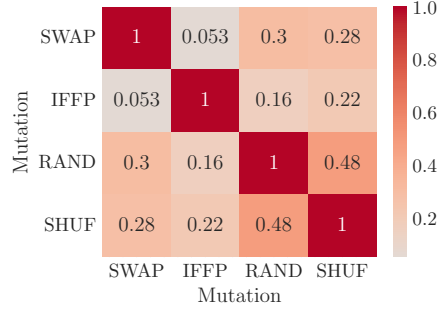 SWAP 1 0.053 0.3 0.28
IFFP 0.053 1 0.16 0.22
RAND 0.3 0.16 1 0.48
SHUF 0.28 0.22 0.48 1
SWAP IFFP RAND SHUF
Mutation
Mutation
1.0
0.8
0.6
0.4
0.2